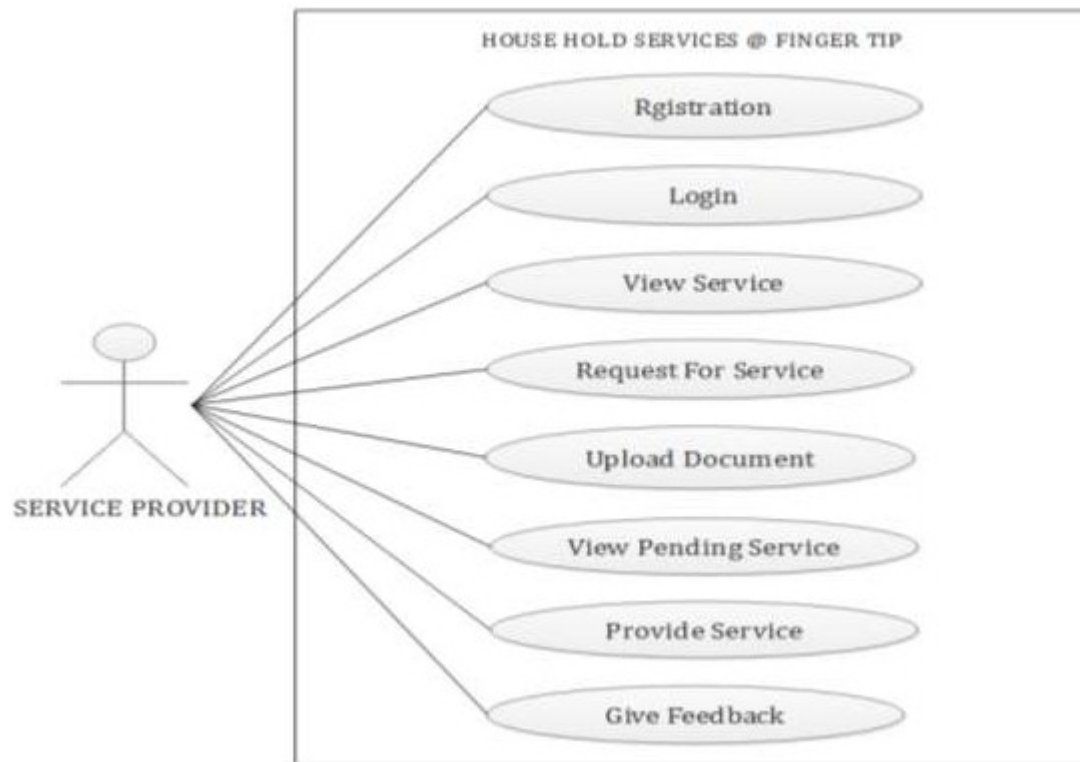 HOUSE HOLD SERVICES @ FINGER TIP
Rgistration
Login
View Service
Request For Service
Upload Document
View Pending Service
Provide Service
Give Feedback
SERVICE PROVIDER